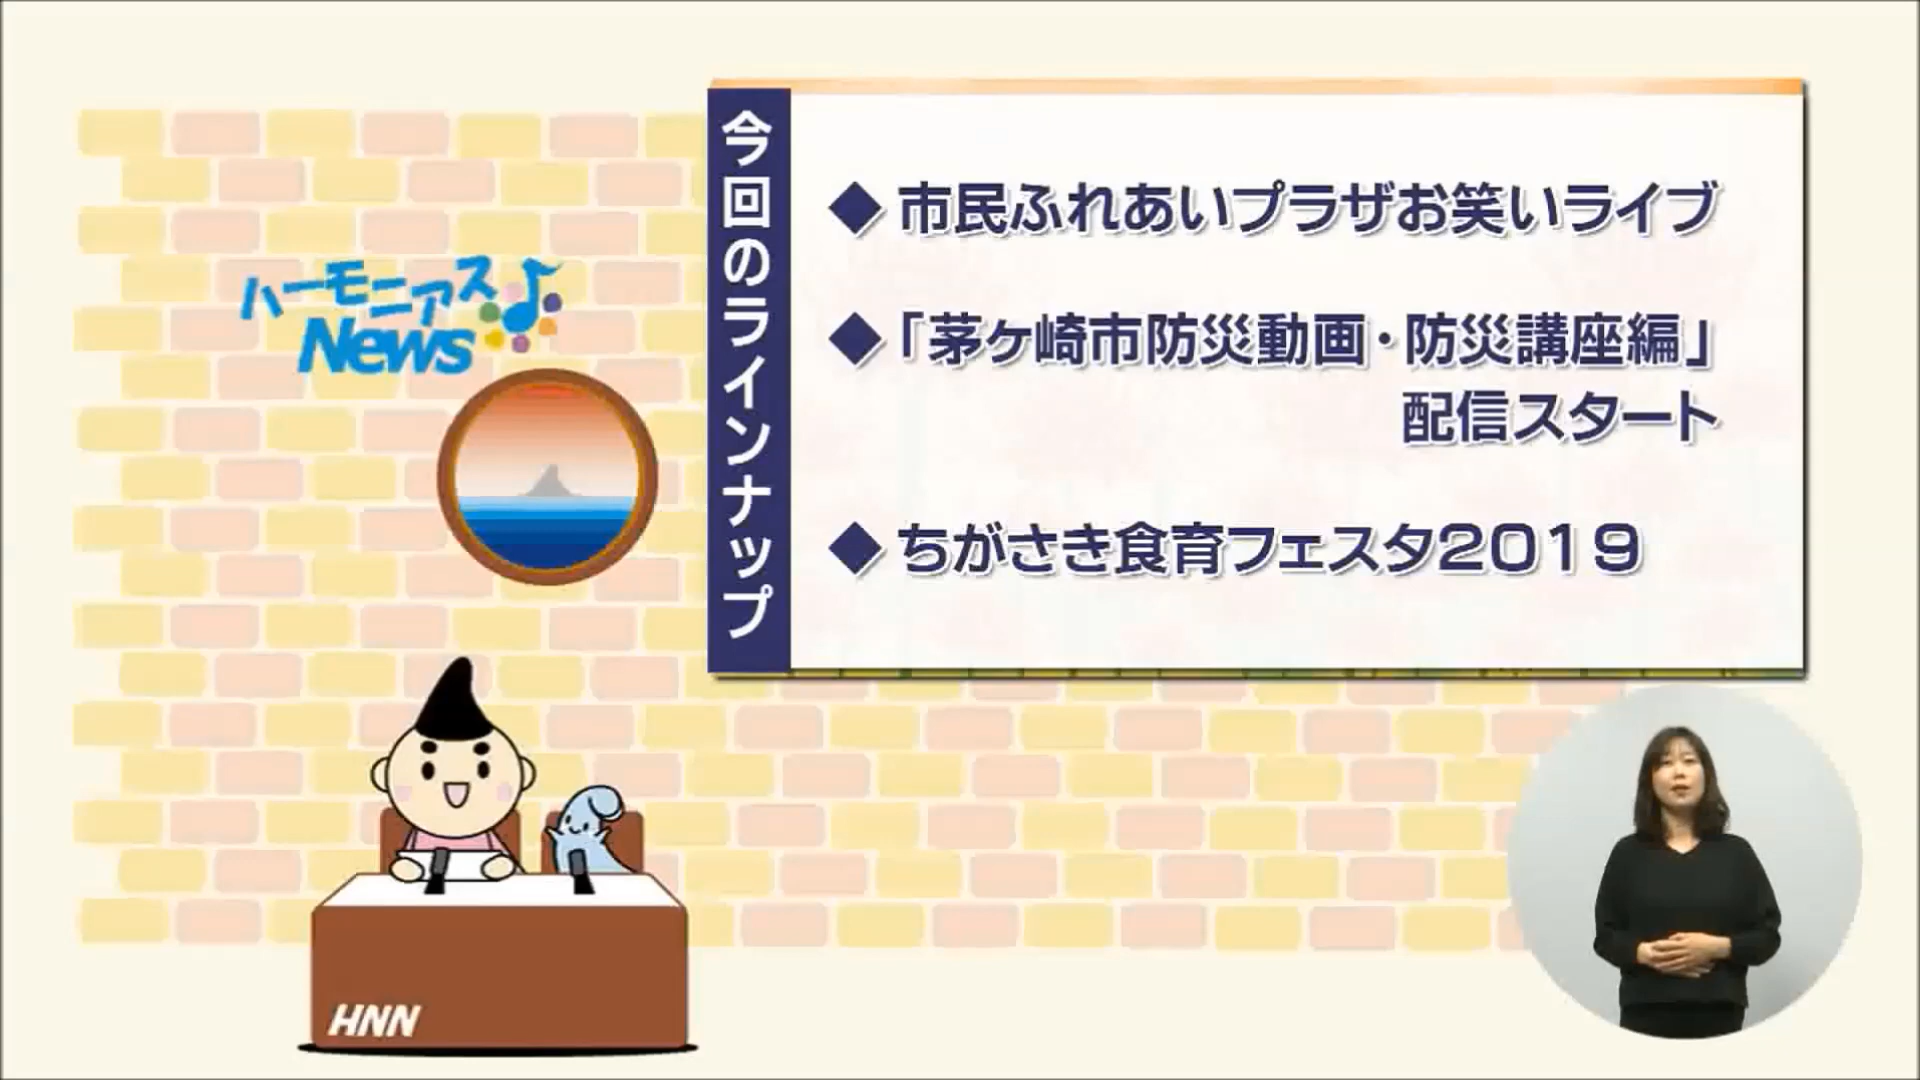 ハーモニアス
News
今回のラインナップ
◆市民ふれあいプラザお笑いライブ
◆「茅ヶ崎市防災動画・防災講座編」
配信スタート
◆ちがさき食育フェスタ2019
HNN